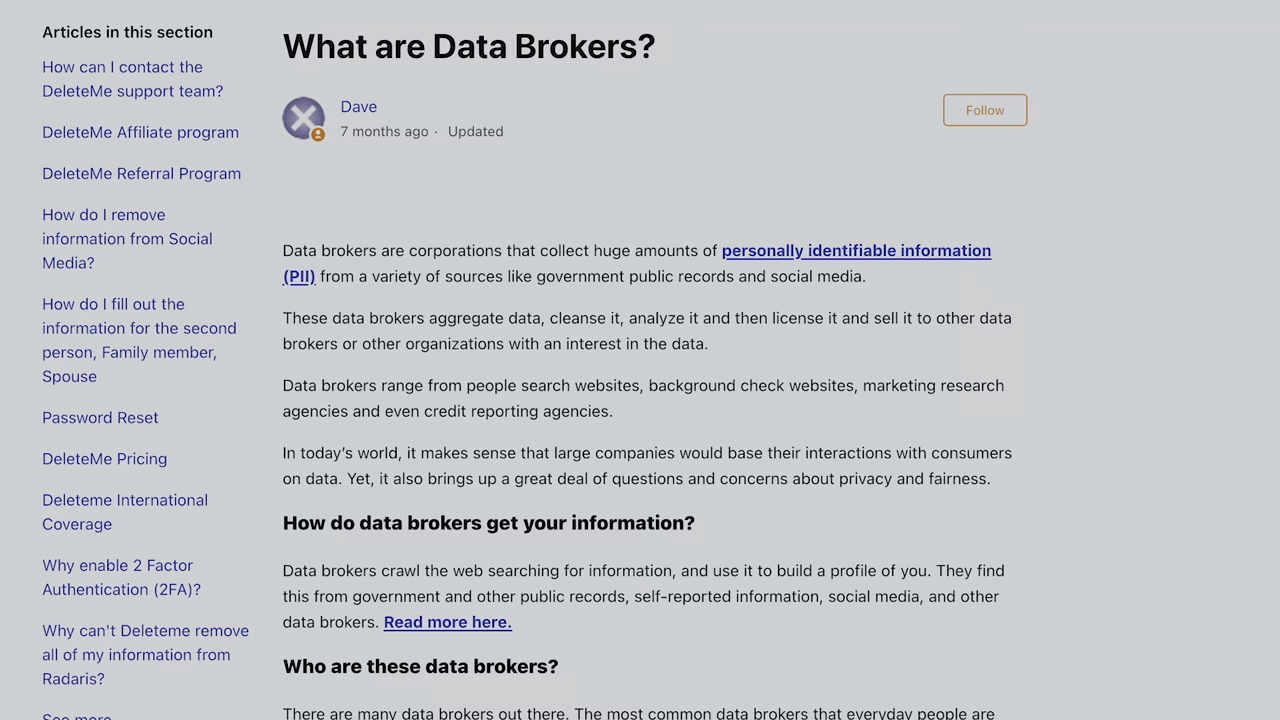 Articles in this section
How can I contact the
DeleteMe support team?
DeleteMe Affiliate program
DeleteMe Referral Program
How do I remove
information from Social
Media?
How do I fill out the
information for the second
person, Family member,
Spouse
Password Reset
DeleteMe Pricing
Deleteme International
Coverage
Why enable 2 Factor
Authentication (2FA)?
Why can't Deleteme remove
all of my information from
Radaris?
See more
What are Data Brokers?
Dave
7 months ago · Updated
Follow
Data brokers are corporations that collect huge amounts of personally identifiable information
(PII) from a variety of sources like government public records and social media.
These data brokers aggregate data, cleanse it, analyze it and then license it and sell it to other data
brokers or other organizations with an interest in the data.
Data brokers range from people search websites, background check websites, marketing research
agencies and even credit reporting agencies.
In today’s world, it makes sense that large companies would base their interactions with consumers
on data. Yet, it also brings up a great deal of questions and concerns about privacy and fairness.
How do data brokers get your information?
Data brokers crawl the web searching for information, and use it to build a profile of you. They find
this from government and other public records, self-reported information, social media, and other
data brokers. Read more here.
Who are these data brokers?
There are many data brokers out there. The most common data brokers that everyday people are